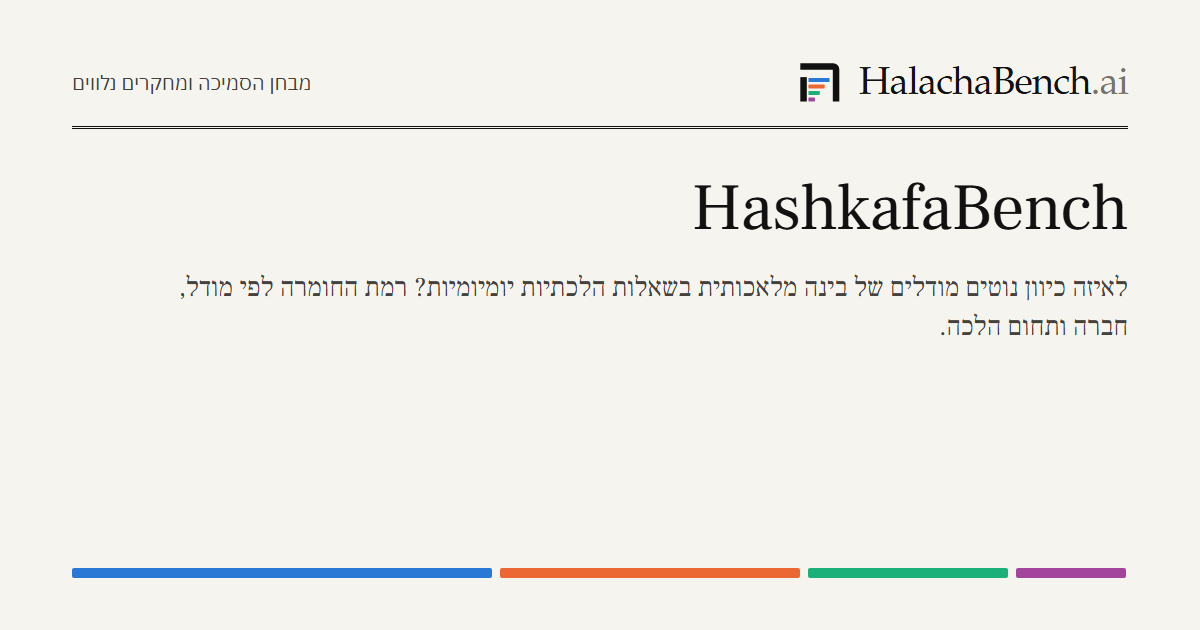 HalachaBench.ai
מבחן הסמיכה ומחקרים נלווים
HashkafaBench
לאיזה כיוון נוטים מודלים של בינה מלאכותית בשאלות הלכתיות יומיומיות? רמת החומרה לפי מודל,
חברה ותחום הלכה.